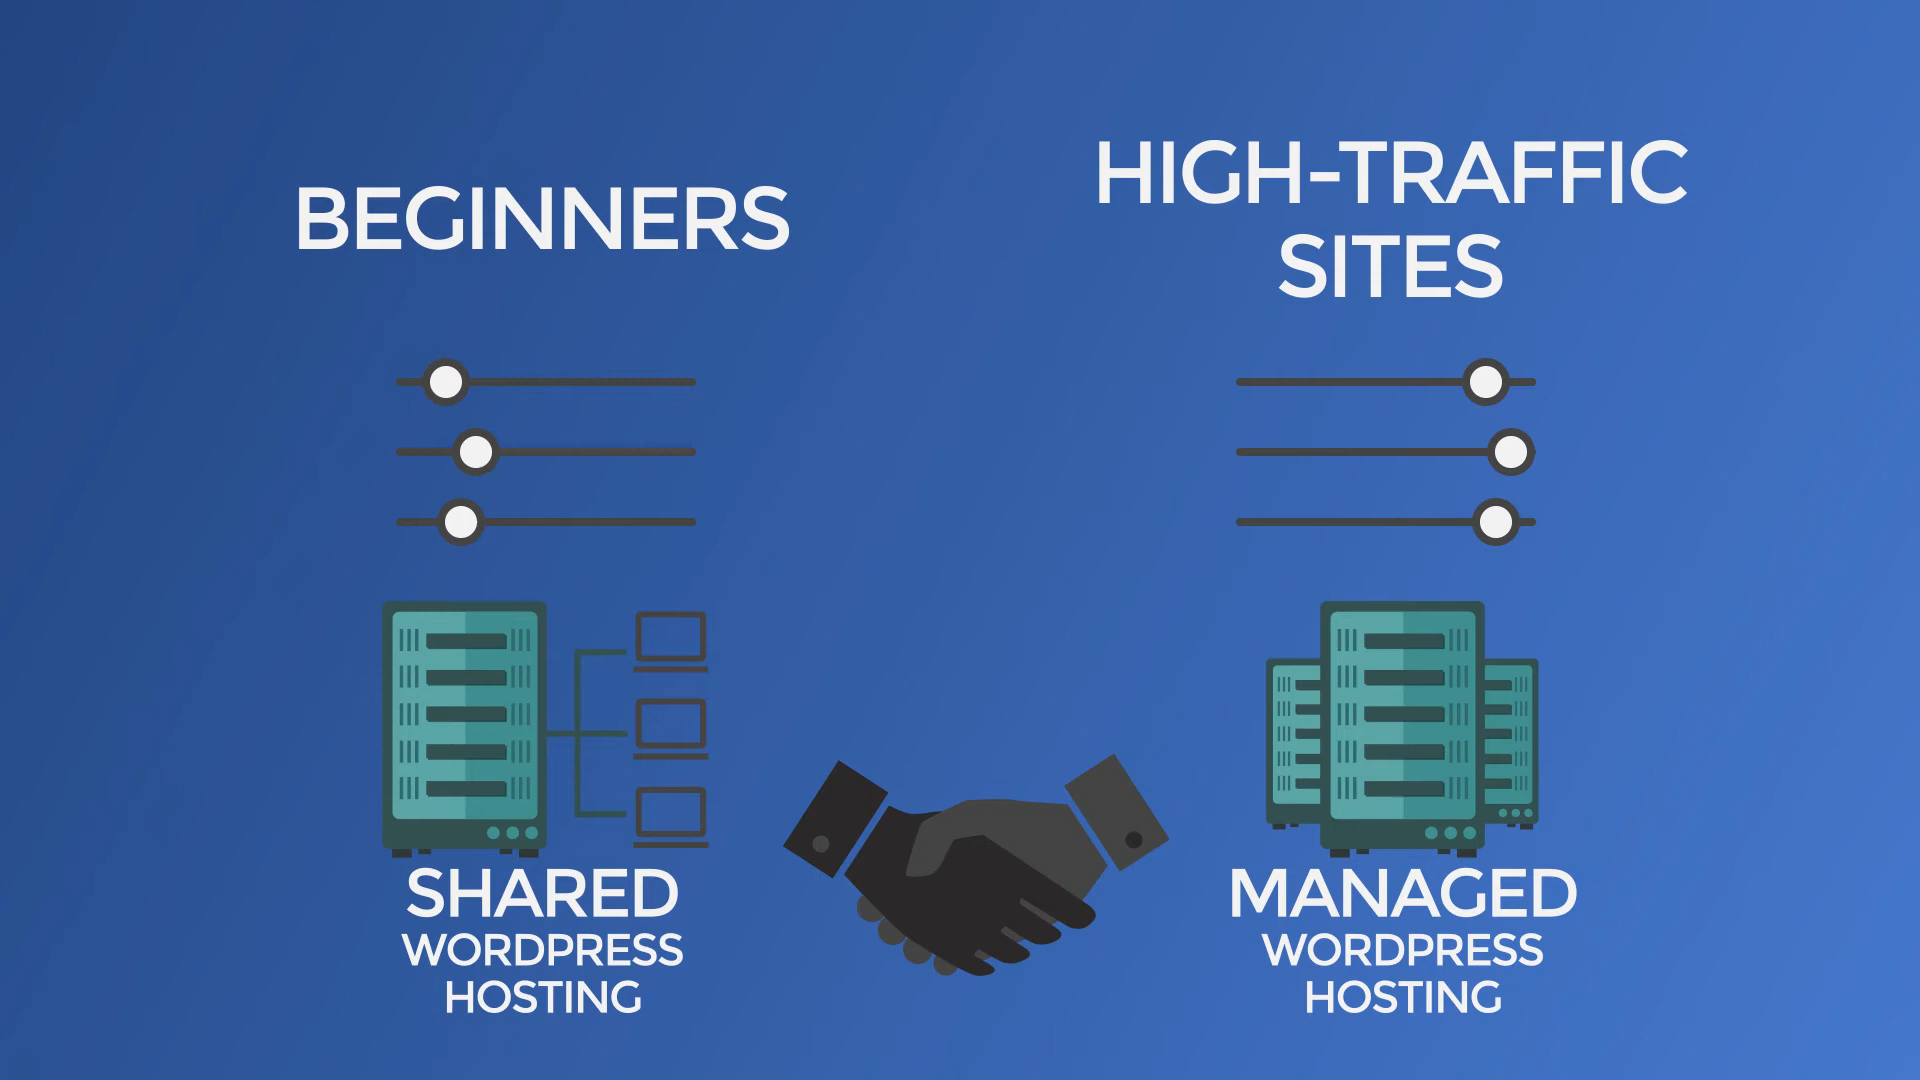 BEGINNERS
HIGH-TRAFFIC
SITES
SHARED
WORDPRESS
HOSTING
MANAGED
WORDPRESS
HOSTING